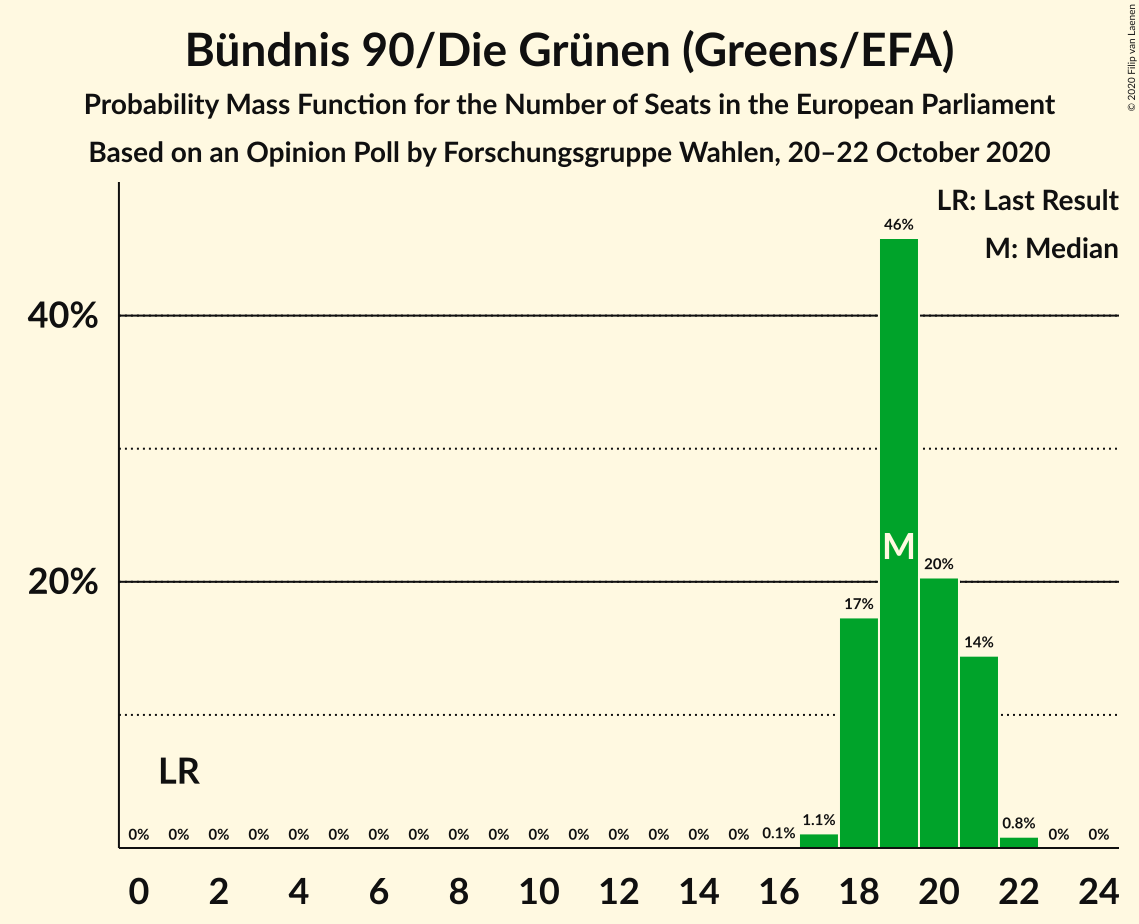 Bündnis 90/Die Grünen (Greens/EFA)
Probability Mass Function for the Number of Seats in the European Parliament
Based on an Opinion Poll by Forschungsgruppe Wahlen, 20–22 October 2020
© 2020 Filip van Laenen
LR: Last Result
M: Median
46%
40%
M
20%
20%
17%
14%
LR
0% 0% 0% 0% 0% 0% 0% 0% 0% 0% 0% 0% 0% 0% 0% 0% 0.1% 1.1% 0.8% 0% 0%
0 2 4 6 8 10 12 14 16 18 20 22 24